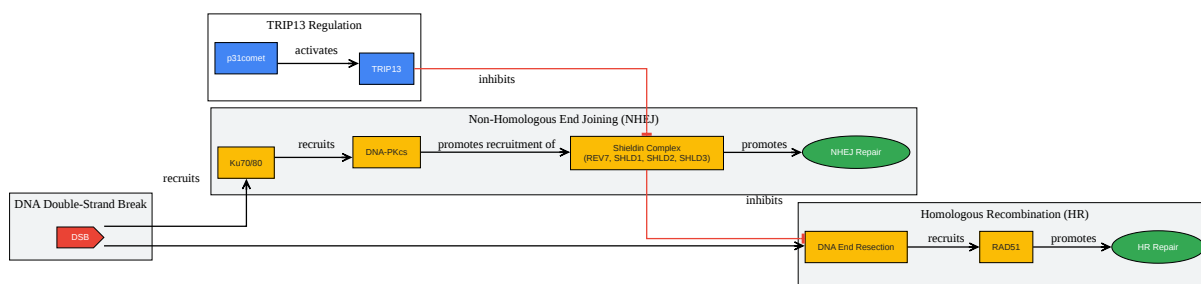 TRIP13 Regulation
p31comet
activates
TRIP13
inhibits
Non-Homologous End Joining (NHEJ)
Ku70/80
recruits
DNA-PKcs
promotes recruitment of
Shieldin Complex
(REV7, SHLD1, SHLD2, SHLD3)
promotes
NHEJ Repair
recruits
inhibits
DNA Double-Strand Break
DSB
Homologous Recombination (HR)
DNA End Resection
recruits
RAD51
promotes
HR Repair